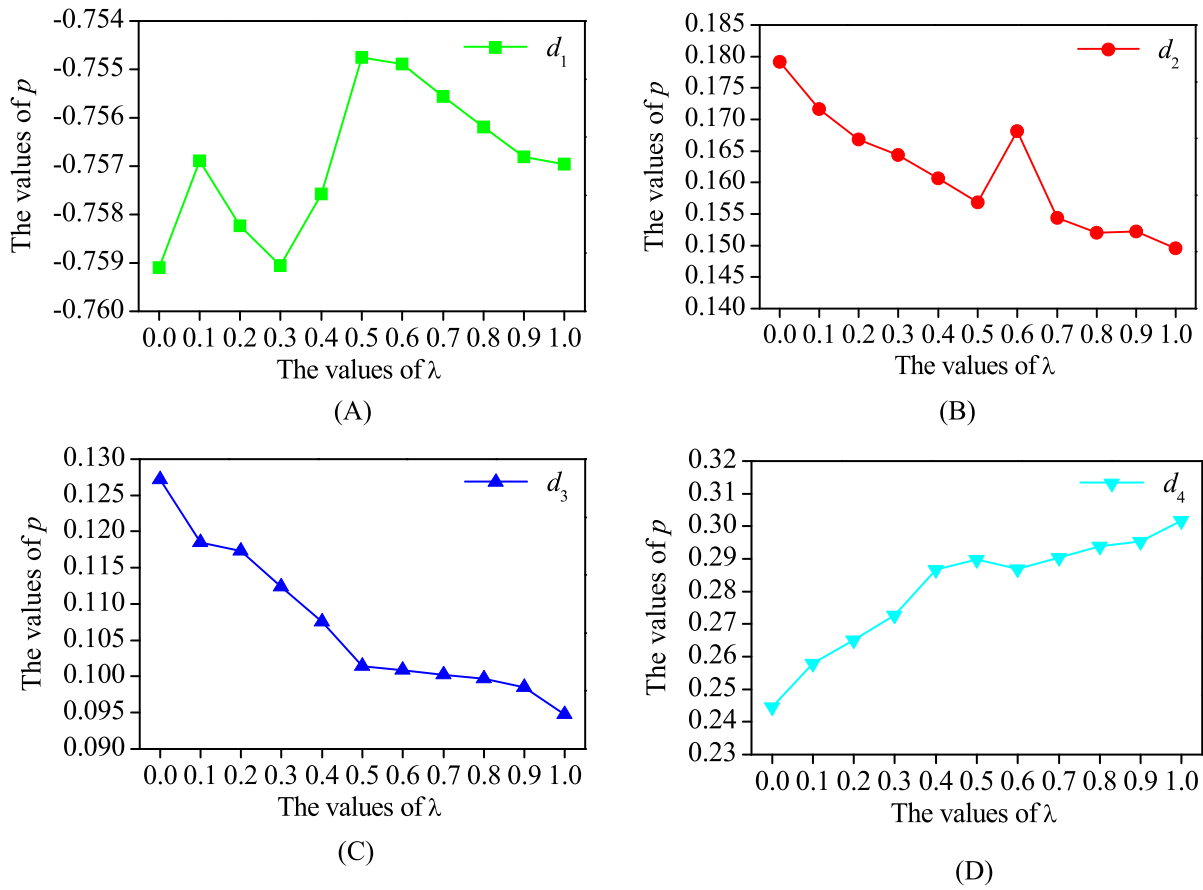 The values of p
-0.754
-0.755
-0.756
-0.757
-0.758
-0.759
-0.760
d1
0.0 0.1 0.2 0.3 0.4 0.5 0.6 0.7 0.8 0.9 1.0
The values of λ
(A)
The values of p
0.185
0.180
0.175
0.170
0.165
0.160
0.155
0.150
0.145
0.140
d2
0.0 0.1 0.2 0.3 0.4 0.5 0.6 0.7 0.8 0.9 1.0
The values of λ
(B)
The values of p
0.130
0.125
0.120
0.115
0.110
0.105
0.100
0.095
0.090
d3
0.0 0.1 0.2 0.3 0.4 0.5 0.6 0.7 0.8 0.9 1.0
The values of λ
(C)
The values of p
0.32
0.31
0.30
0.29
0.28
0.27
0.26
0.25
0.24
0.23
d4
0.0 0.1 0.2 0.3 0.4 0.5 0.6 0.7 0.8 0.9 1.0
The values of λ
(D)